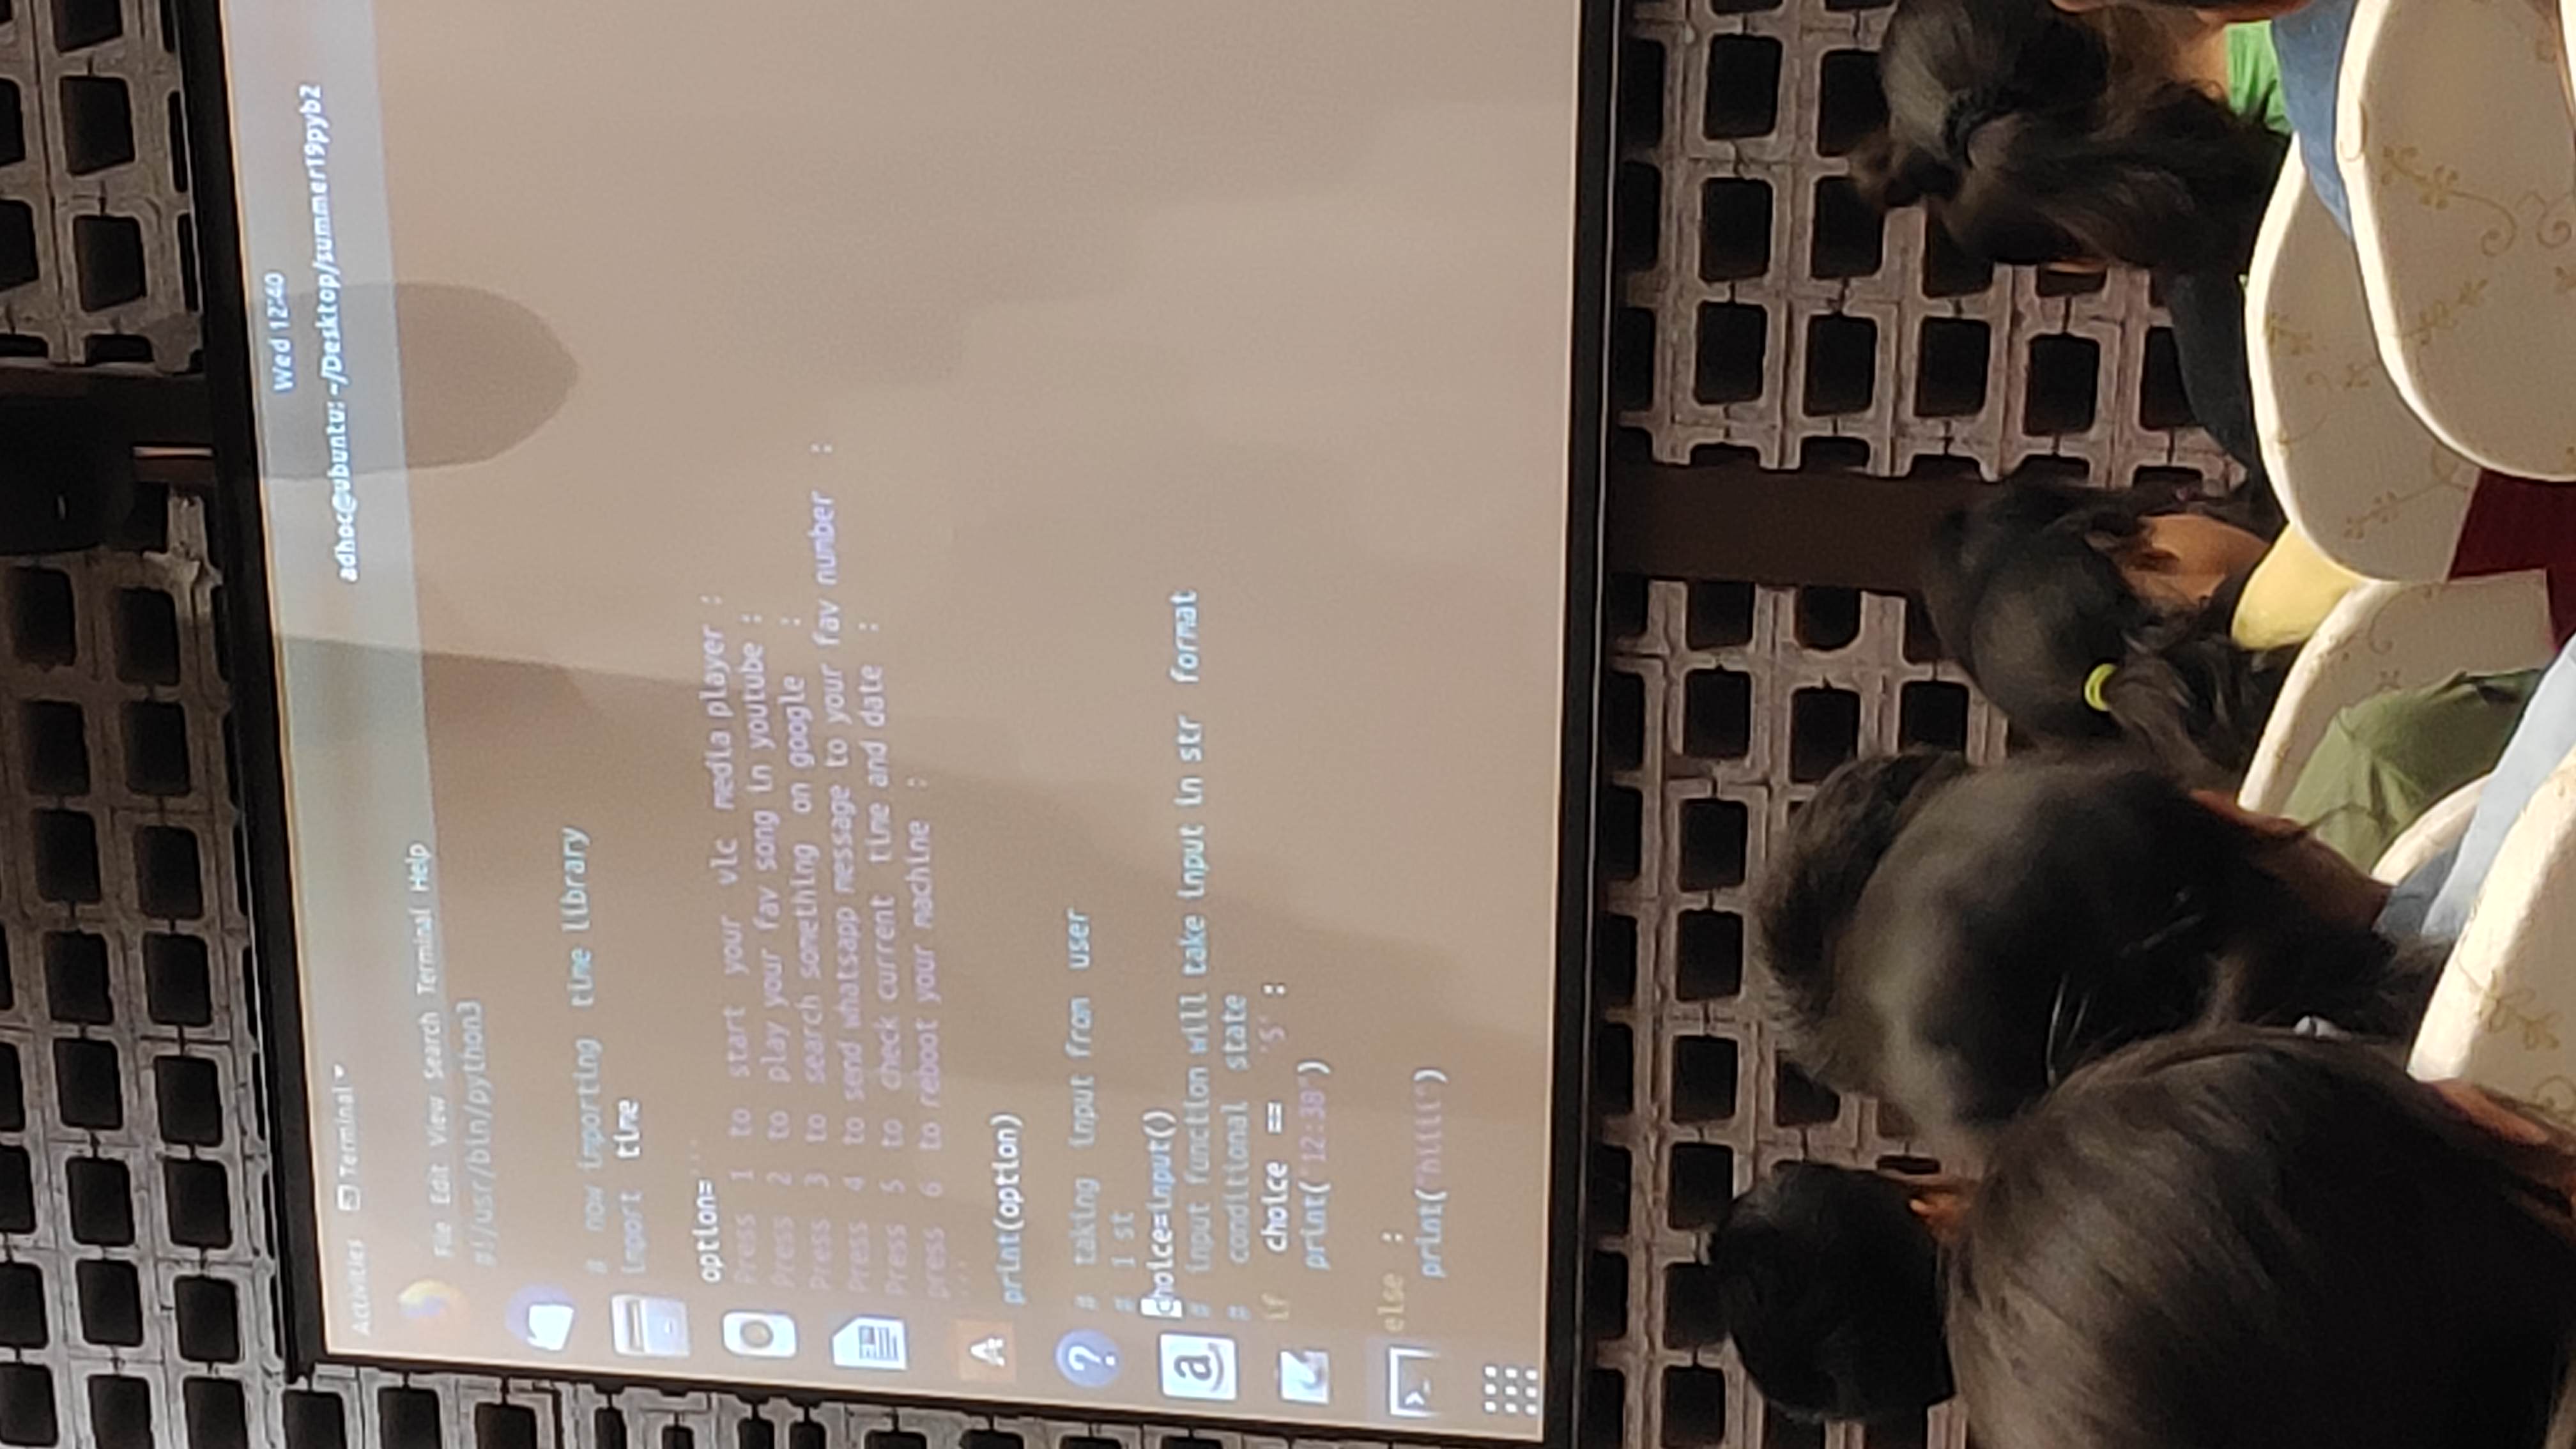 Wed 12:40
Activities Terminal
adhoc@ubuntu: ~/Desktop/summer19pyb2
File Edit View Search Terminal Help
#!/usr/bin/python3
# now importing time library
import time
option='''
Press 1 to start your vlc media player :
Press 2 to play your fav song in youtube :
Press 3 to search something on google :
Press 4 to send whatsapp message to your fav number :
Press 5 to check current time and date :
press 6 to reboot your machine :
'''
print(option)
# taking input from user
# 1 st
choice=input()
# input function will take input in str format
# conditional state
if choice == '5' :
print("12:38")
else :
print("hiiii")